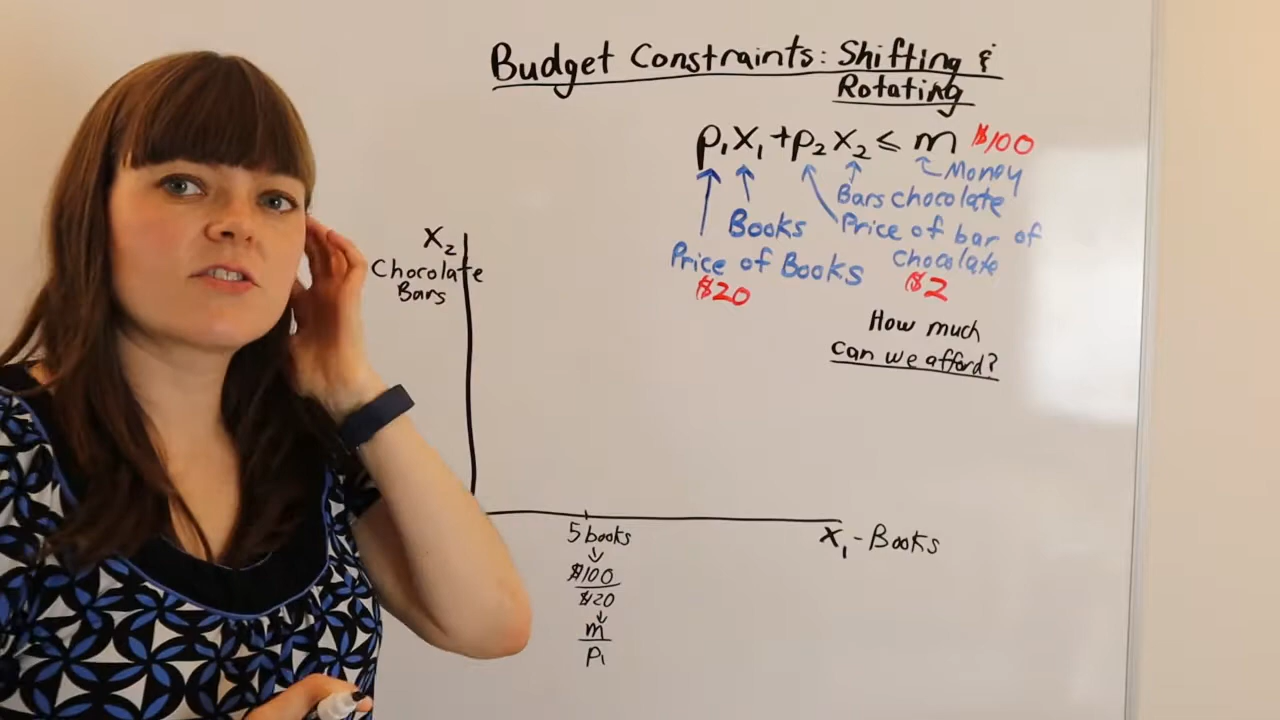 Budget Constraints: Shifting &
Rotating
p₁x₁ + p₂x₂ ≤ m $100
Money
Bars chocolate
Books
Price of bar of
chocolate
Price of Books
$20
$2
How much
can we afford?
x₂
Chocolate
Bars
5 books
$100
$20
m
p₁
x₁ - Books